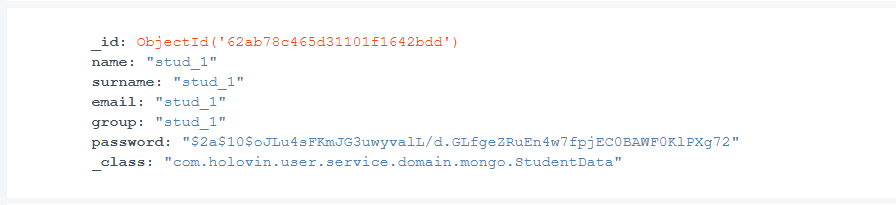 _id: ObjectId('62ab78c465d31101f1642bdd')
name: "stud_1"
surname: "stud_1"
email: "stud_1"
group: "stud_1"
password: "$2a$10$oJLu4sFKmJG3uwyvalL/d.GLfgeZRuEn4w7fpjEC0BAWF0KlPXg72"
_class: "com.holovin.user.service.domain.mongo.StudentData"